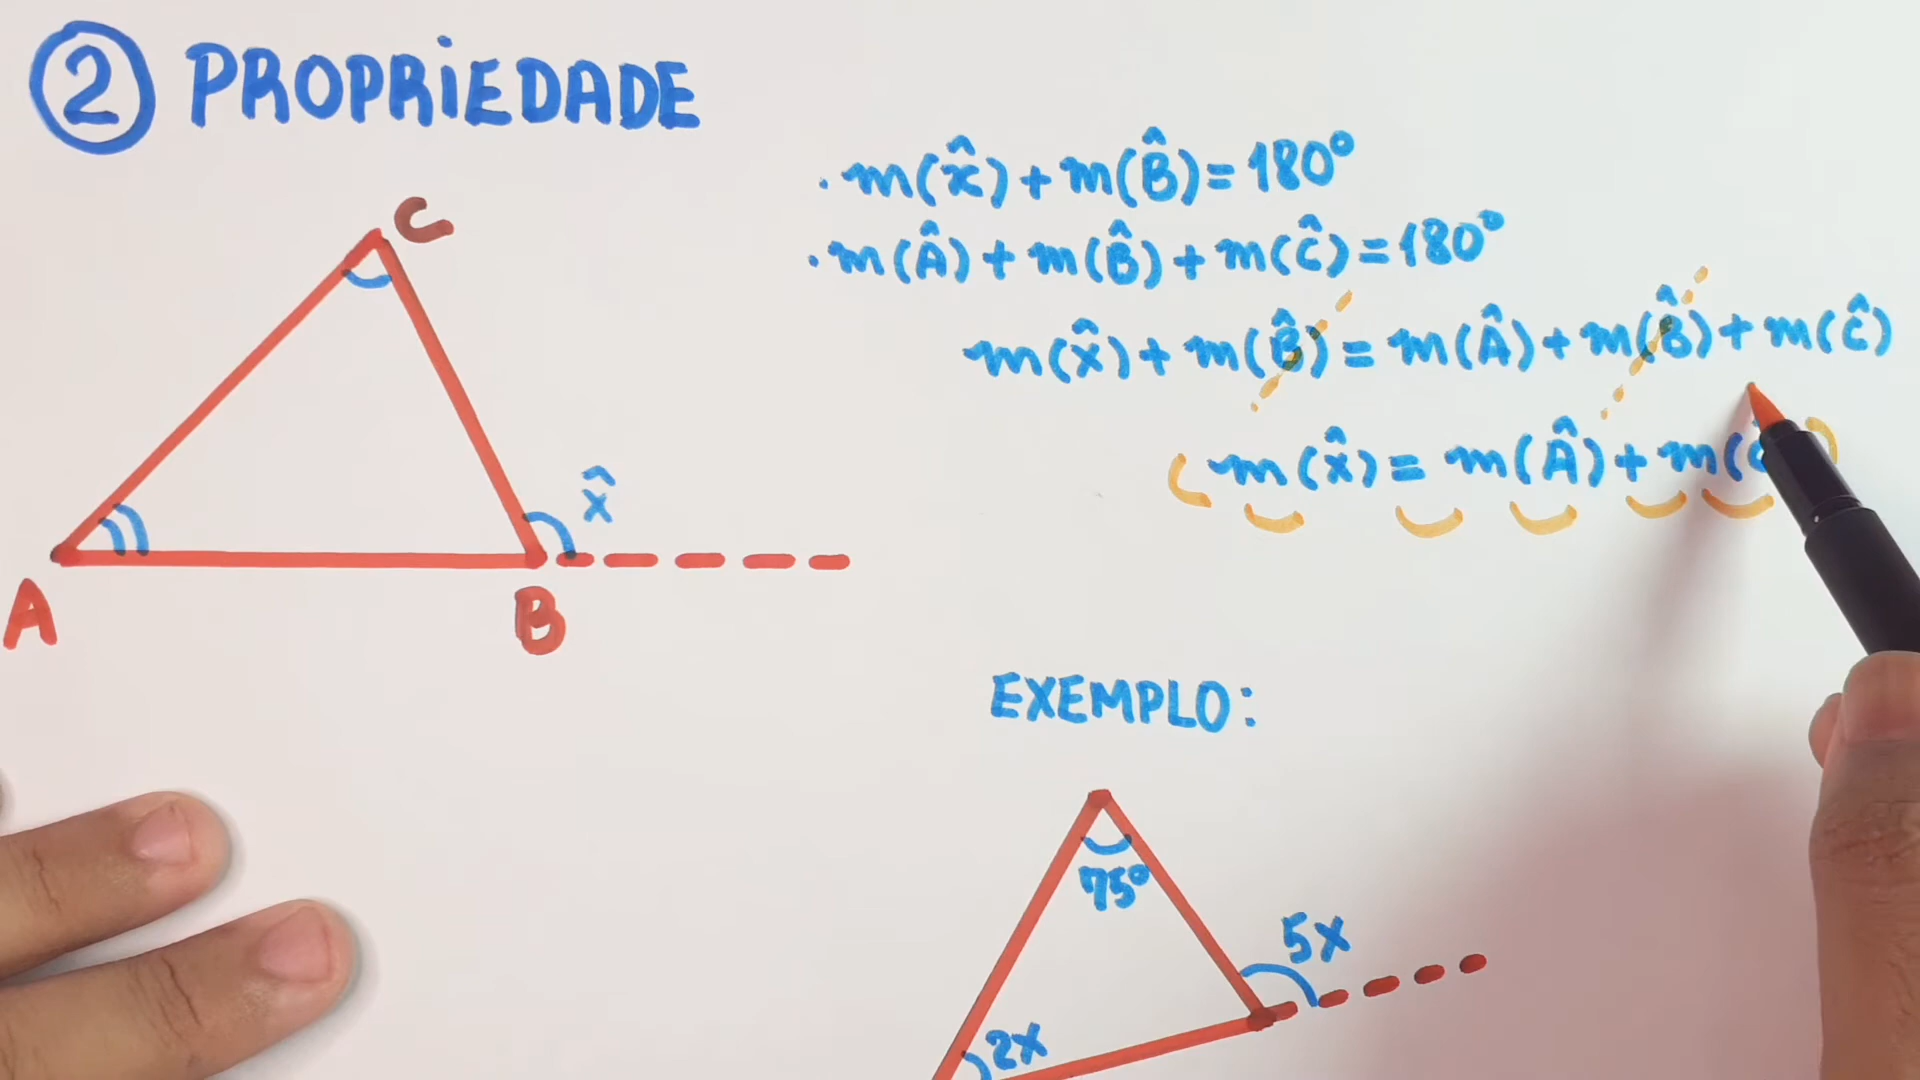 2 PROPRIEDADE
· m(x̂) + m(B̂) = 180°
· m(Â) + m(B̂) + m(Ĉ) = 180°
m(x̂) + m(B̂) = m(Â) + m(B̂) + m(Ĉ)
m(x̂) = m(Â) + m(
C
x̂
A
B
EXEMPLO:
75°
5x
2x